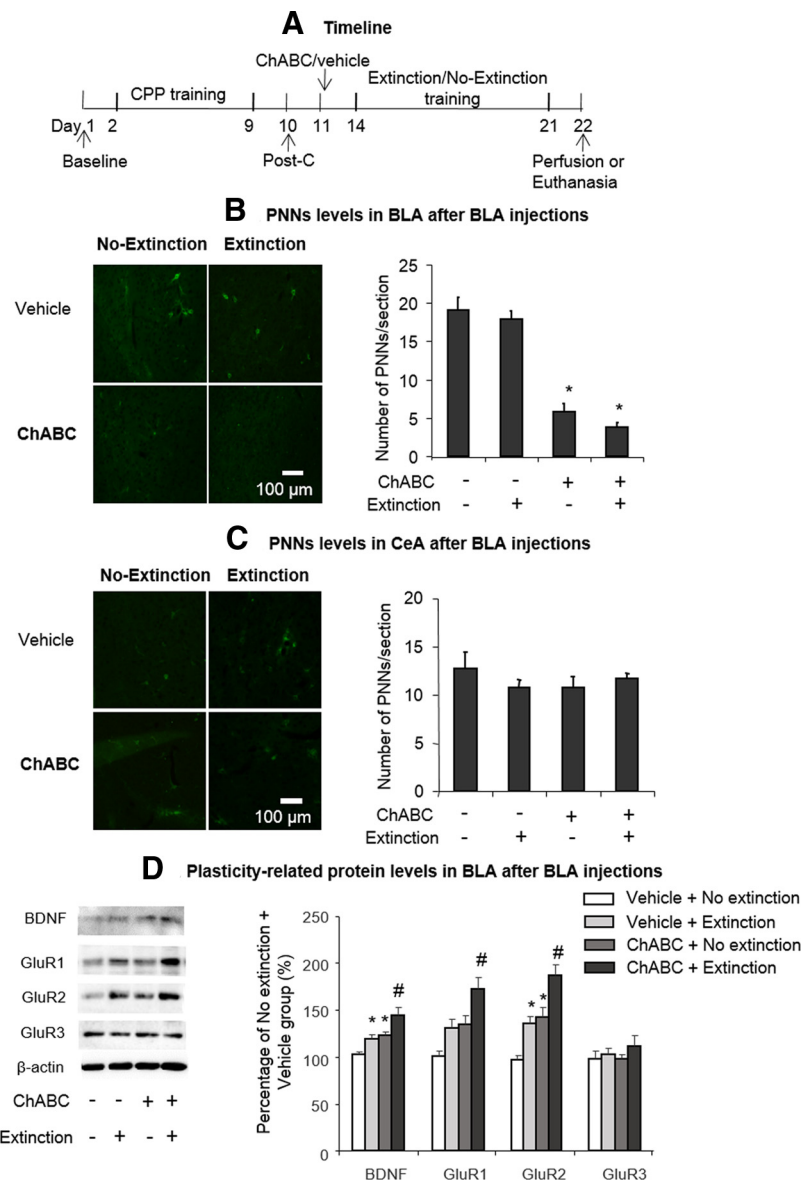 A Timeline
ChABC/vehicle
CPP training
Extinction/No-Extinction
training
Day 1 2 9 10 11 14 21 22
Baseline
Post-C
Perfusion or
Euthanasia
B PNNs levels in BLA after BLA injections
No-Extinction Extinction
Vehicle
ChABC
100 µm
Number of PNNs/section
25
20
15
10
5
0
* *
ChABC - - + +
Extinction - + - +
C PNNs levels in CeA after BLA injections
No-Extinction Extinction
Vehicle
ChABC
100 µm
Number of PNNs/section
20
15
10
5
0
ChABC - - + +
Extinction - + - +
D Plasticity-related protein levels in BLA after BLA injections
BDNF
GluR1
GluR2
GluR3
β-actin
ChABC - - + +
Extinction - + - +
Percentage of No extinction +
Vehicle group (%)
250
200
150
100
50
0
* * # # * * #
BDNF GluR1 GluR2 GluR3
Vehicle + No extinction
Vehicle + Extinction
ChABC + No extinction
ChABC + Extinction